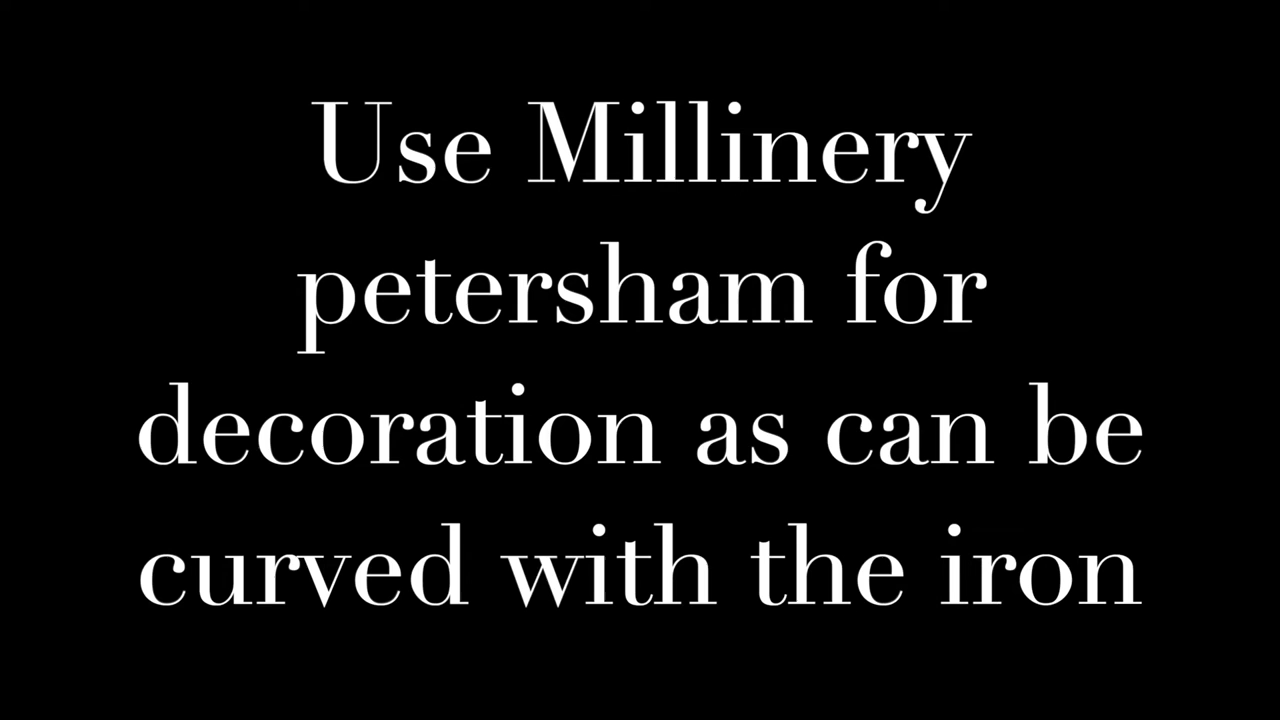 Use Millinery
petersham for
decoration as can be
curved with the iron